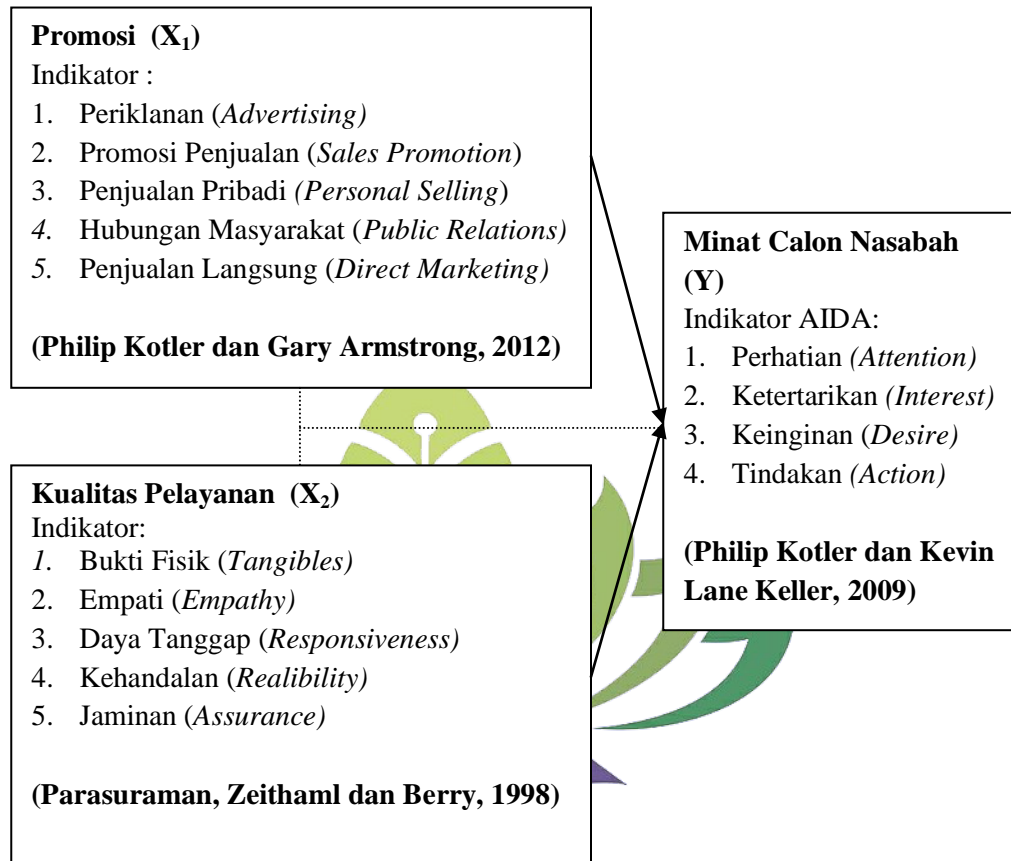 Promosi (X1)
Indikator :
1. Periklanan (Advertising)
2. Promosi Penjualan (Sales Promotion)
3. Penjualan Pribadi (Personal Selling)
4. Hubungan Masyarakat (Public Relations)
5. Penjualan Langsung (Direct Marketing)
(Philip Kotler dan Gary Armstrong, 2012)
Kualitas Pelayanan (X2)
Indikator:
1. Bukti Fisik (Tangibles)
2. Empati (Empathy)
3. Daya Tanggap (Responsiveness)
4. Kehandalan (Realibility)
5. Jaminan (Assurance)
(Parasuraman, Zeithaml dan Berry, 1998)
Minat Calon Nasabah
(Y)
Indikator AIDA:
1. Perhatian (Attention)
2. Ketertarikan (Interest)
3. Keinginan (Desire)
4. Tindakan (Action)
(Philip Kotler dan Kevin
Lane Keller, 2009)